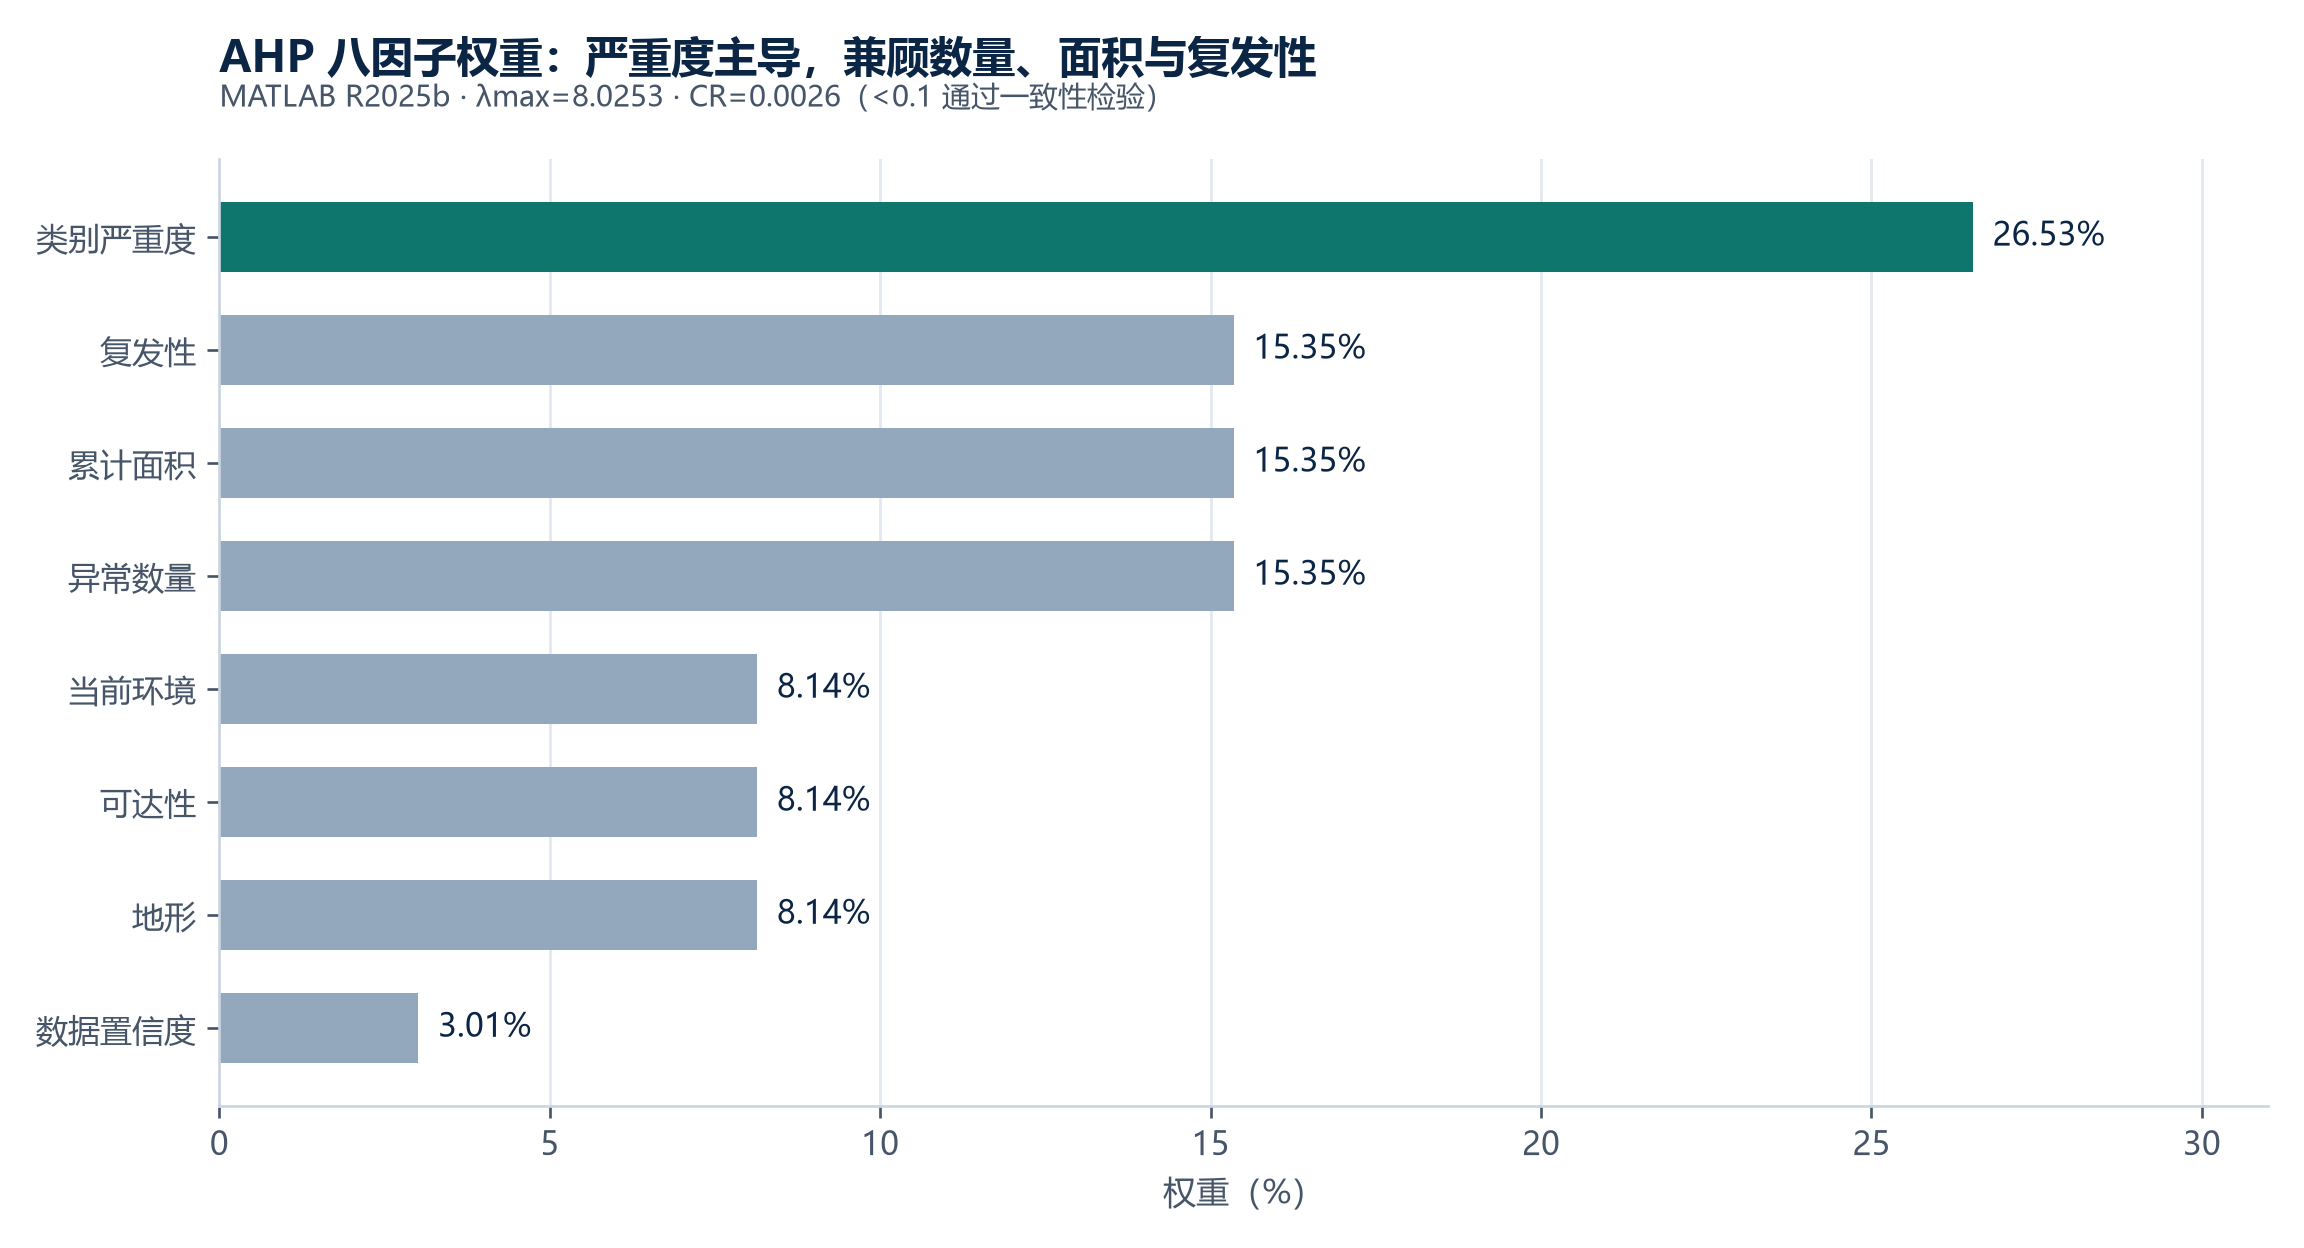 AHP 八因子权重：严重度主导，兼顾数量、面积与复发性
MATLAB R2025b · λmax=8.0253 · CR=0.0026（<0.1 通过一致性检验）
类别严重度 26.53%
复发性 15.35%
累计面积 15.35%
异常数量 15.35%
当前环境 8.14%
可达性 8.14%
地形 8.14%
数据置信度 3.01%
0 5 10 15 20 25 30
权重（%）